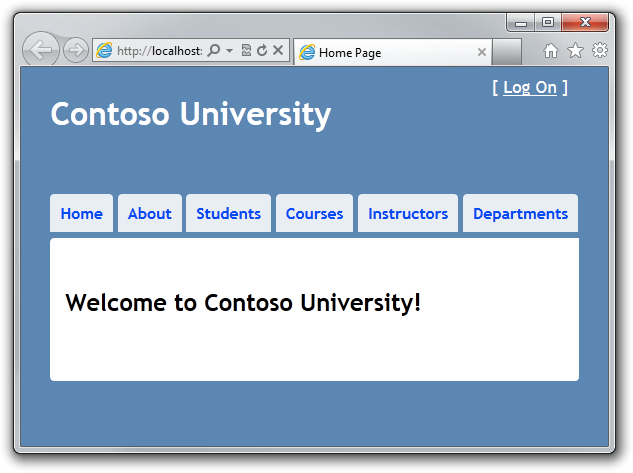 http://localhost:
Home Page
[ Log On ]
Contoso University
Home About Students Courses Instructors Departments
Welcome to Contoso University!